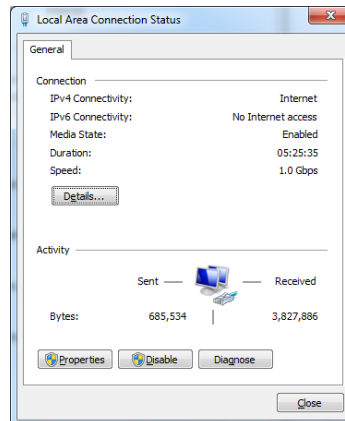 Local Area Connection Status
General
Connection
IPv4 Connectivity: Internet
IPv6 Connectivity: No Internet access
Media State: Enabled
Duration: 05:25:35
Speed: 1.0 Gbps
Details...
Activity
Sent — — Received
Bytes: 685,534 | 3,827,886
Properties Disable Diagnose
Close